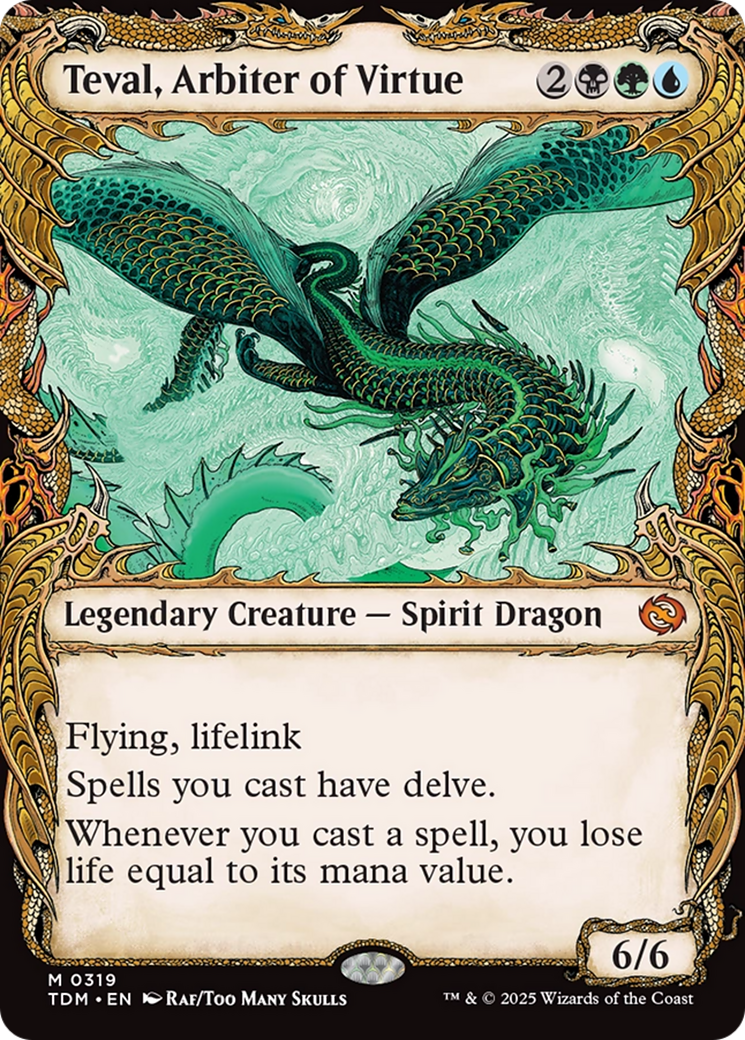 Teval, Arbiter of Virtue 2
Legendary Creature — Spirit Dragon
Flying, lifelink
Spells you cast have delve.
Whenever you cast a spell, you lose
life equal to its mana value.
6/6
M 0319
TDM • EN Raf/Too Many Skulls ™ & © 2025 Wizards of the Coast